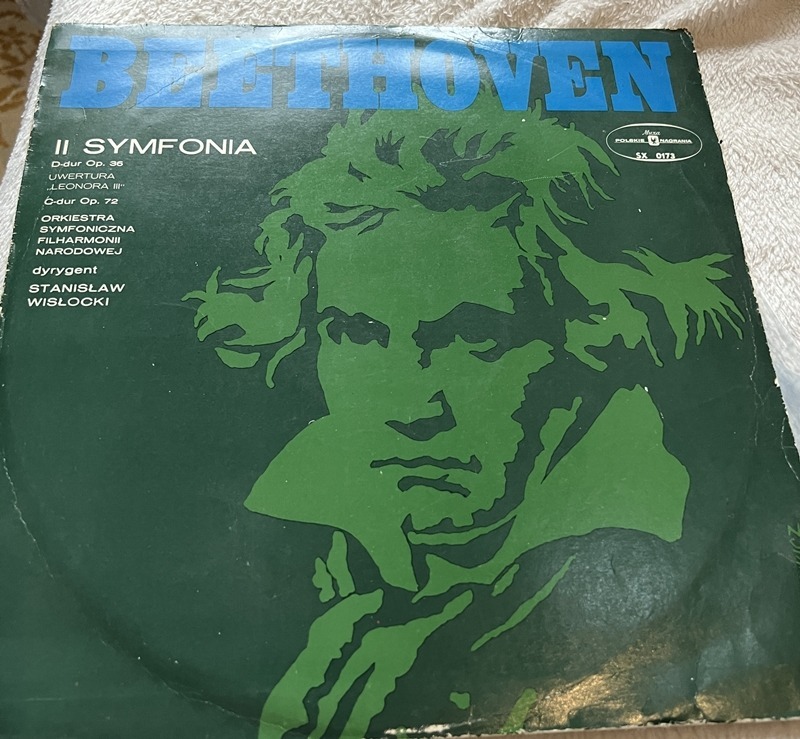 BEETHOVEN
II SYMFONIA
D-dur Op. 36
UWERTURA
„LEONORA III"
C-dur Op. 72
ORKIESTRA
SYMFONICZNA
FILHARMONII
NARODOWEJ
dyrygent
STANISŁAW
WISŁOCKI
Muza
POLSKIE NAGRANIA
SX 0173